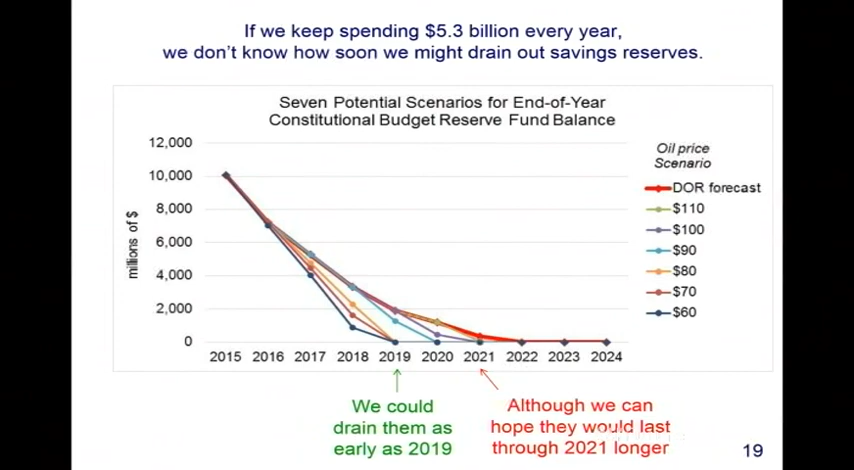 If we keep spending $5.3 billion every year,
we don't know how soon we might drain out savings reserves.
Seven Potential Scenarios for End-of-Year
Constitutional Budget Reserve Fund Balance
millions of $
12,000
10,000
8,000
6,000
4,000
2,000
0
2015 2016 2017 2018 2019 2020 2021 2022 2023 2024
Oil price
Scenario
DOR forecast
$110
$100
$90
$80
$70
$60
We could
drain them as
early as 2019
Although we can
hope they would last
through 2021 longer
19